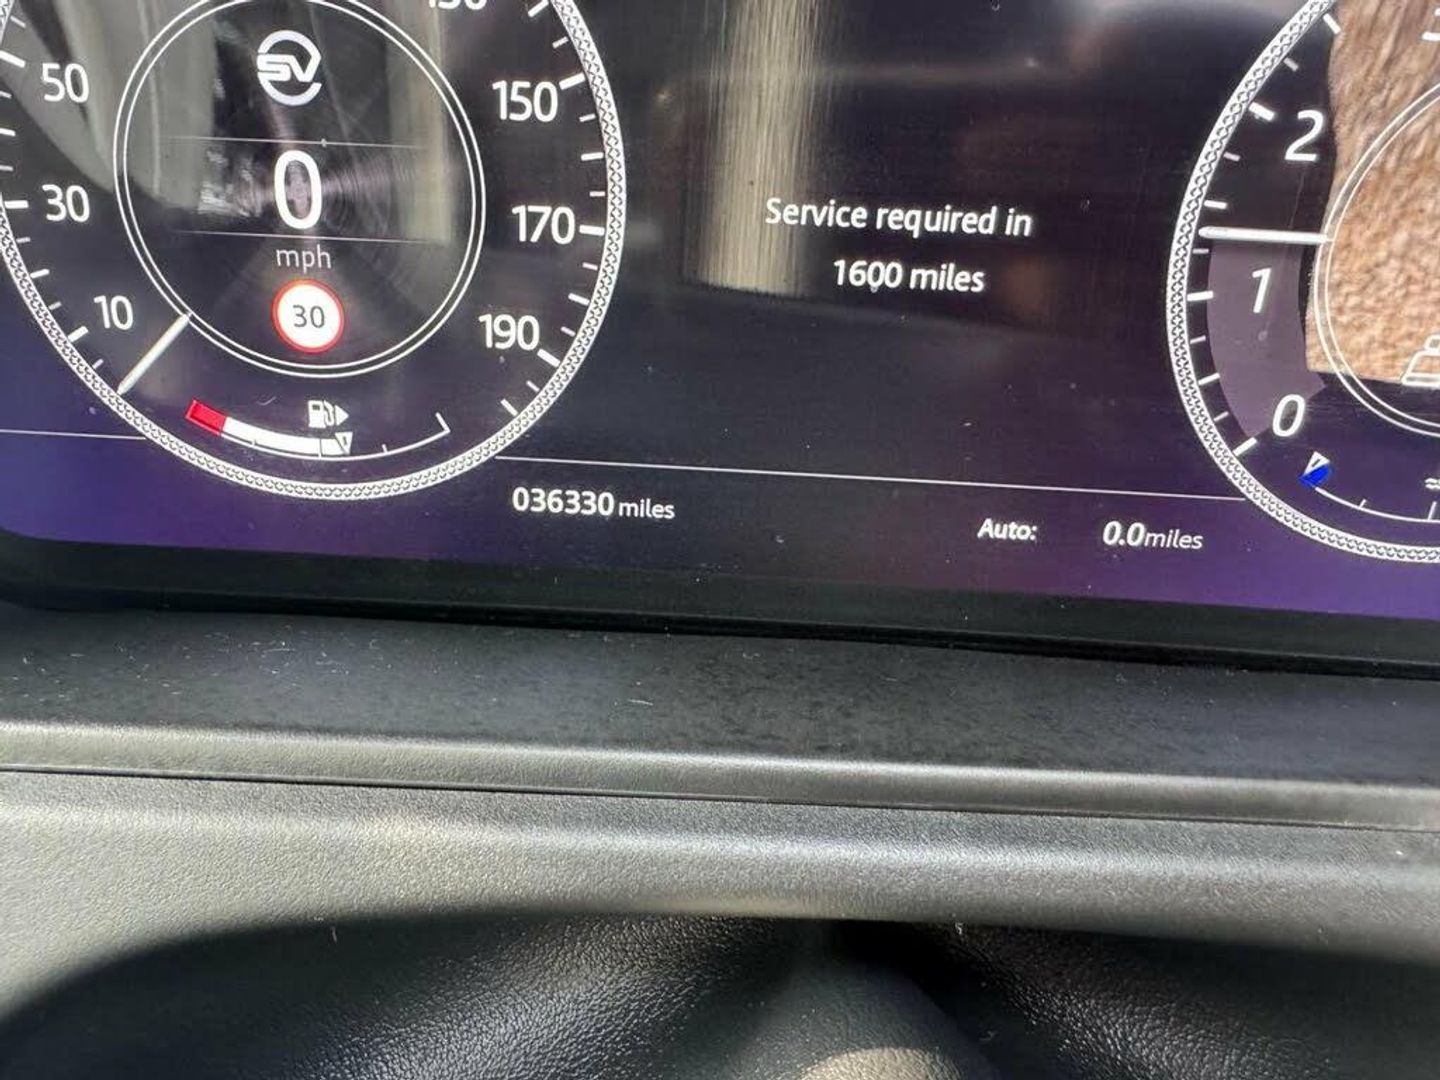 SV
50
150
2
0
mph
30
170
Service required in
1600 miles
30
10
190
1
0
036330 miles
Auto: 0.0 miles